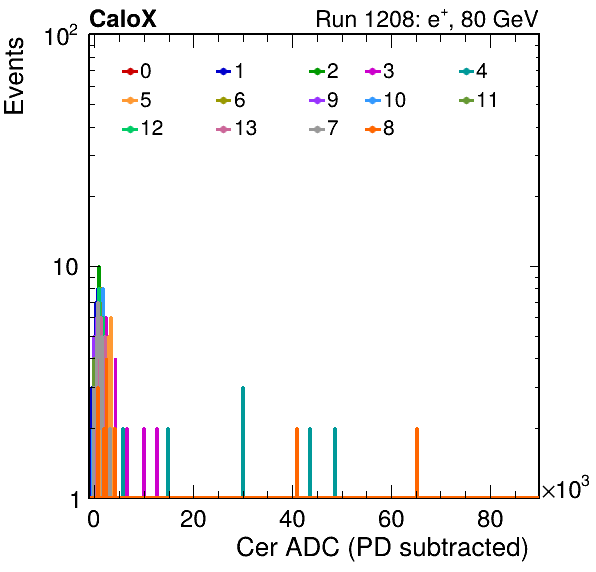 CaloX Run 1208: e⁺, 80 GeV
Events
10²
0 1 2 3 4
5 6 9 10 11
12 13 7 8
10
1
0 20 40 60 80
×10³
Cer ADC (PD subtracted)